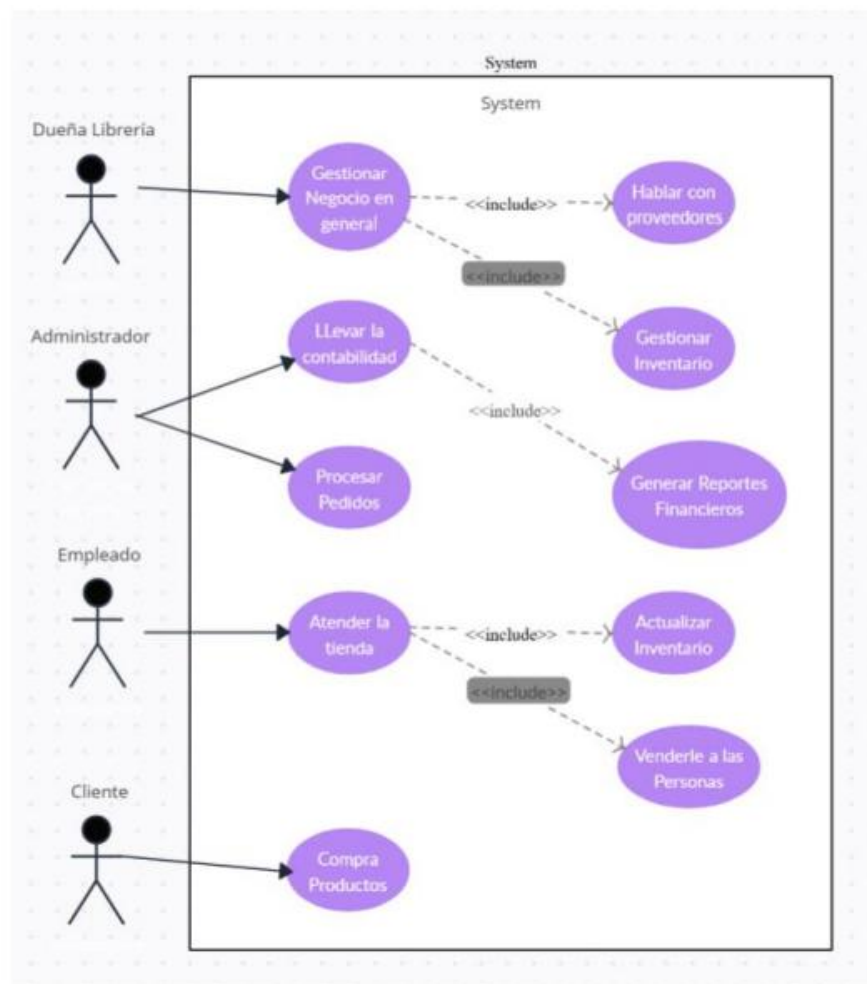 System
System
Dueña Librería
Gestionar
Negocio en
general
<<include>>
Hablar con
proveedores
<<include>>
Gestionar
Inventario
Administrador
LLevar la
contabilidad
<<include>>
Generar Reportes
Financieros
Procesar
Pedidos
Empleado
Atender la
tienda
<<include>>
Actualizar
Inventario
<<include>>
Venderle a las
Personas
Cliente
Compra
Productos